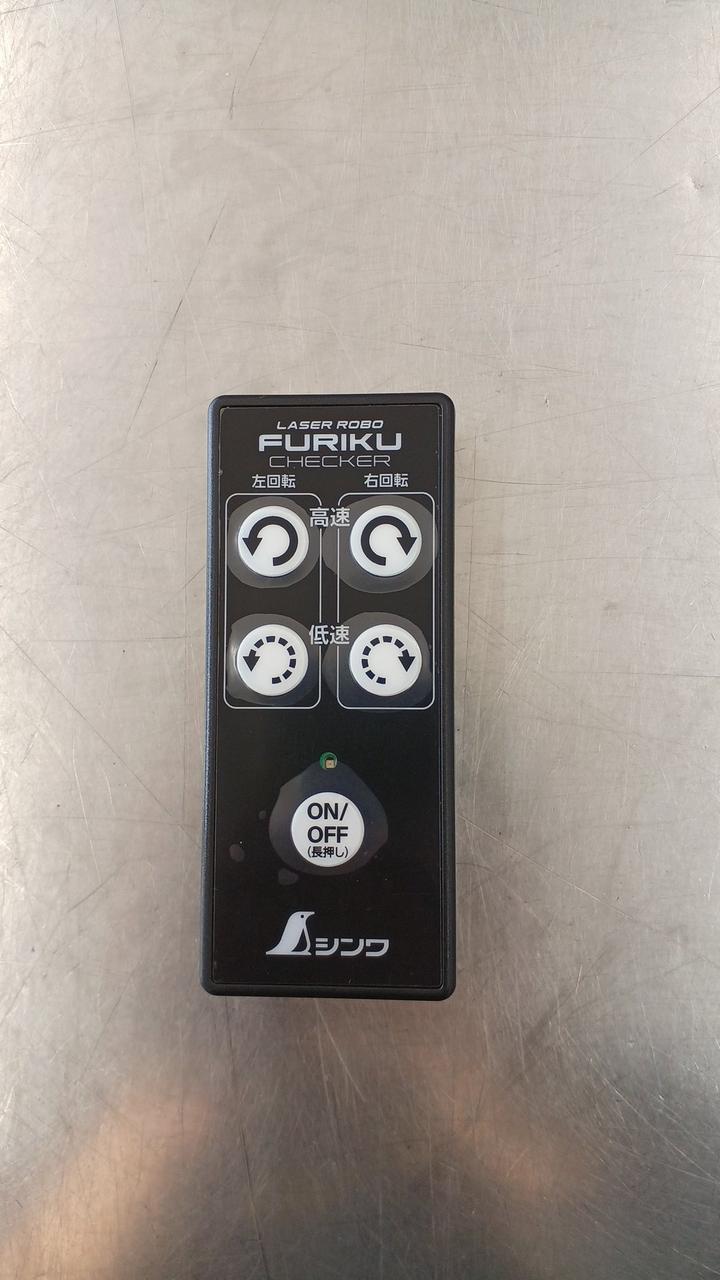 LASER ROBO
FURIKU
CHECKER
左回転 右回転
高速
低速
ON/
OFF
(長押し)
シンワ